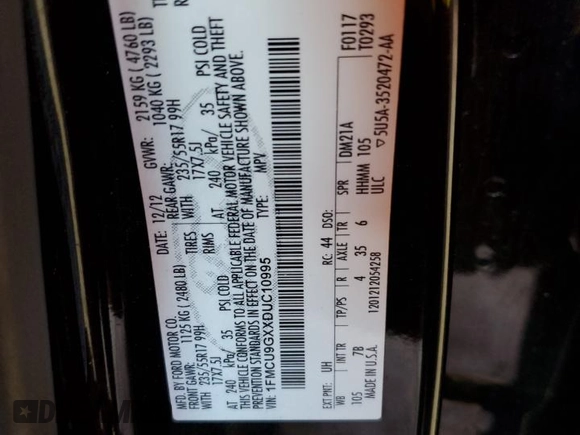 MFD. BY FORD MOTOR CO.
DATE: 12/12 GVWR: 2159 KG ( 4760 LB)
FRONT GAWR: 1125 KG (2480 LB) REAR GAWR: 1040 KG ( 2293 LB)
235/55R17 99H TIRES WITH 235/55R17 99H
17X7.5J RIMS 17X7.5J
AT 240 kPa/ 35 PSI COLD AT 240 kPa/ 35 PSI COLD
THIS VEHICLE CONFORMS TO ALL APPLICABLE FEDERAL MOTOR VEHICLE SAFETY AND THEFT
PREVENTION STANDARDS IN EFFECT ON THE DATE OF MANUFACTURE SHOWN ABOVE.
VIN: 1FMCU9GXXDUC10995 TYPE: MPV
F0117
T0293
EXT PNT: UH RC: 44 DSO:
WB INT TR TP/PS R AXLE TR SPR DM21A
105 7B 4 35 6 HHMM 105
ULC ▽5U5A-3520472-AA
MADE IN U.S.A. 1201212054258